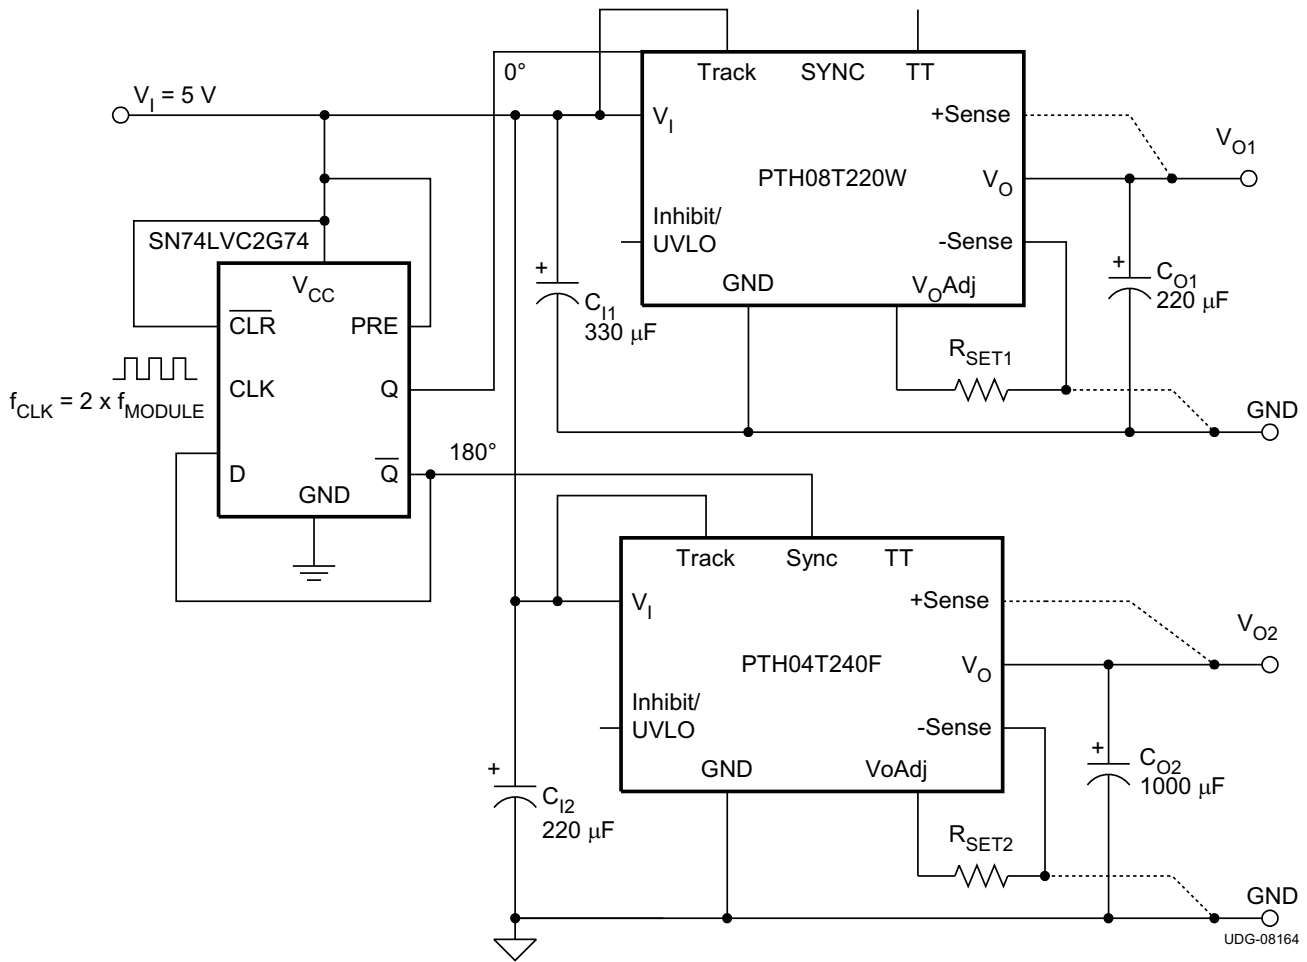 0°
Track
SYNC
TT
V_I = 5 V
V_I
+Sense
V_O1
PTH08T220W
V_O
Inhibit/
UVLO
-Sense
GND
V_OAdj
+
C_I1
330 μF
+
C_O1
220 μF
R_SET1
GND
SN74LVC2G74
V_CC
C̅L̅R̅
PRE
CLK
Q
f_CLK = 2 x f_MODULE
D
Q̅
GND
180°
Track
Sync
TT
V_I
+Sense
V_O2
PTH04T240F
V_O
Inhibit/
UVLO
-Sense
GND
VoAdj
+
C_I2
220 μF
+
C_O2
1000 μF
R_SET2
GND
UDG-08164